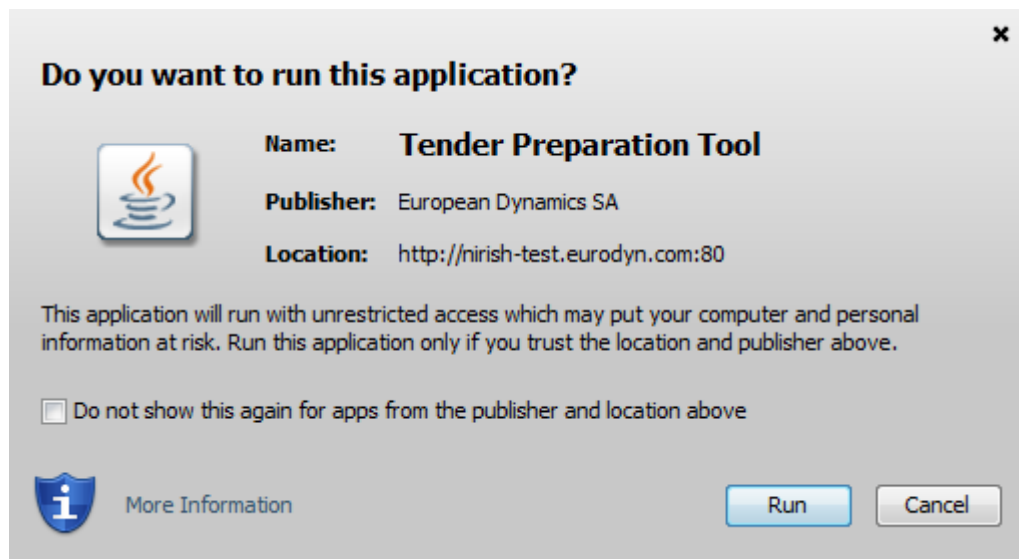 Do you want to run this application?
Name: Tender Preparation Tool
Publisher: European Dynamics SA
Location: http://nirish-test.eurodyn.com:80
This application will run with unrestricted access which may put your computer and personal
information at risk. Run this application only if you trust the location and publisher above.
Do not show this again for apps from the publisher and location above
More Information
Run
Cancel